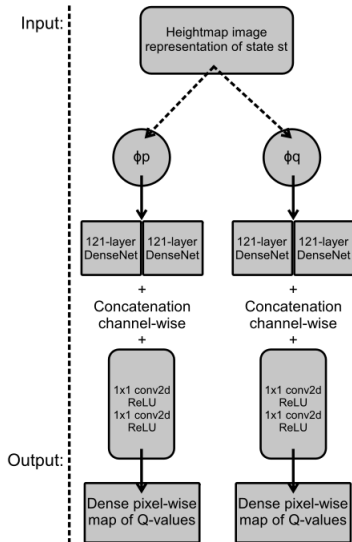 Input:
Heightmap image
representation of state st
ϕp
ϕq
121-layer
DenseNet
121-layer
DenseNet
121-layer
DenseNet
121-layer
DenseNet
+
Concatenation
channel-wise
+
+
Concatenation
channel-wise
+
1x1 conv2d
ReLU
1x1 conv2d
ReLU
1x1 conv2d
ReLU
1x1 conv2d
ReLU
Output:
Dense pixel-wise
map of Q-values
Dense pixel-wise
map of Q-values